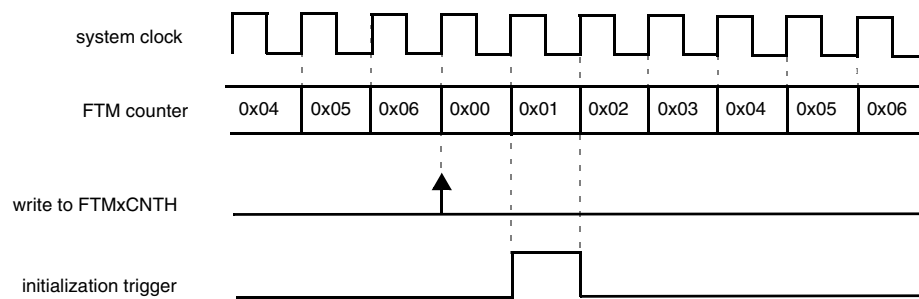 system clock
FTM counter 0x04 0x05 0x06 0x00 0x01 0x02 0x03 0x04 0x05 0x06
write to FTMxCNTH
initialization trigger